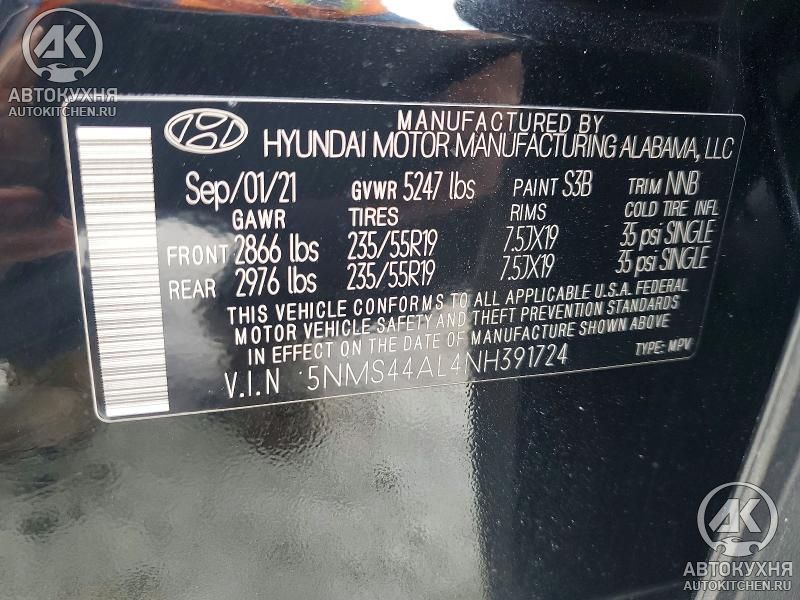 AK
АВТОКУХНЯ
AUTOKITCHEN.RU
MANUFACTURED BY
HYUNDAI MOTOR MANUFACTURING ALABAMA, LLC
Sep/01/21 GVWR 5247 lbs PAINT S3B TRIM NNB
GAWR TIRES RIMS COLD TIRE INFL
FRONT 2866 lbs 235/55R19 7.5JX19 35 psi SINGLE
REAR 2976 lbs 235/55R19 7.5JX19 35 psi SINGLE
THIS VEHICLE CONFORMS TO ALL APPLICABLE U.S.A. FEDERAL
MOTOR VEHICLE SAFETY AND THEFT PREVENTION STANDARDS
IN EFFECT ON THE DATE OF MANUFACTURE SHOWN ABOVE
V.I.N 5NMS44AL4NH391724 TYPE: MPV
AK
АВТОКУХНЯ
AUTOKITCHEN.RU